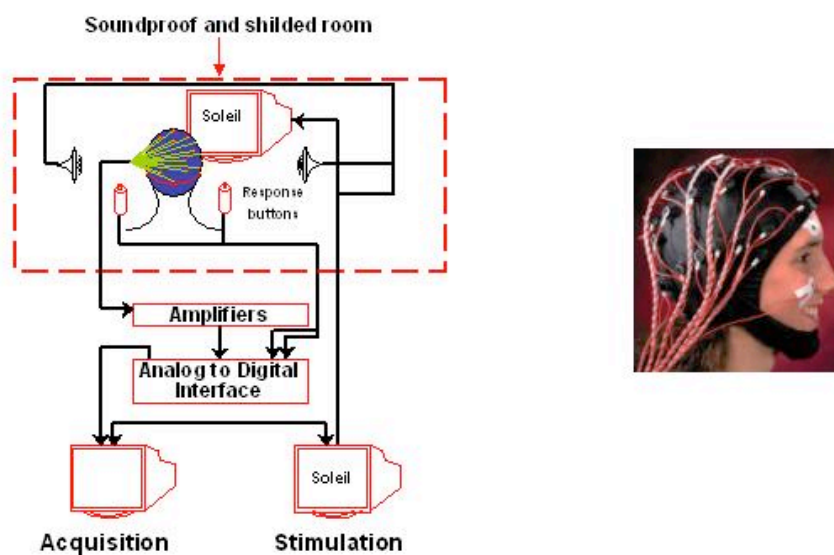 Soundproof and shilded room
Soleil
Response
buttons
Amplifiers
Analog to Digital
Interface
Soleil
Acquisition
Stimulation